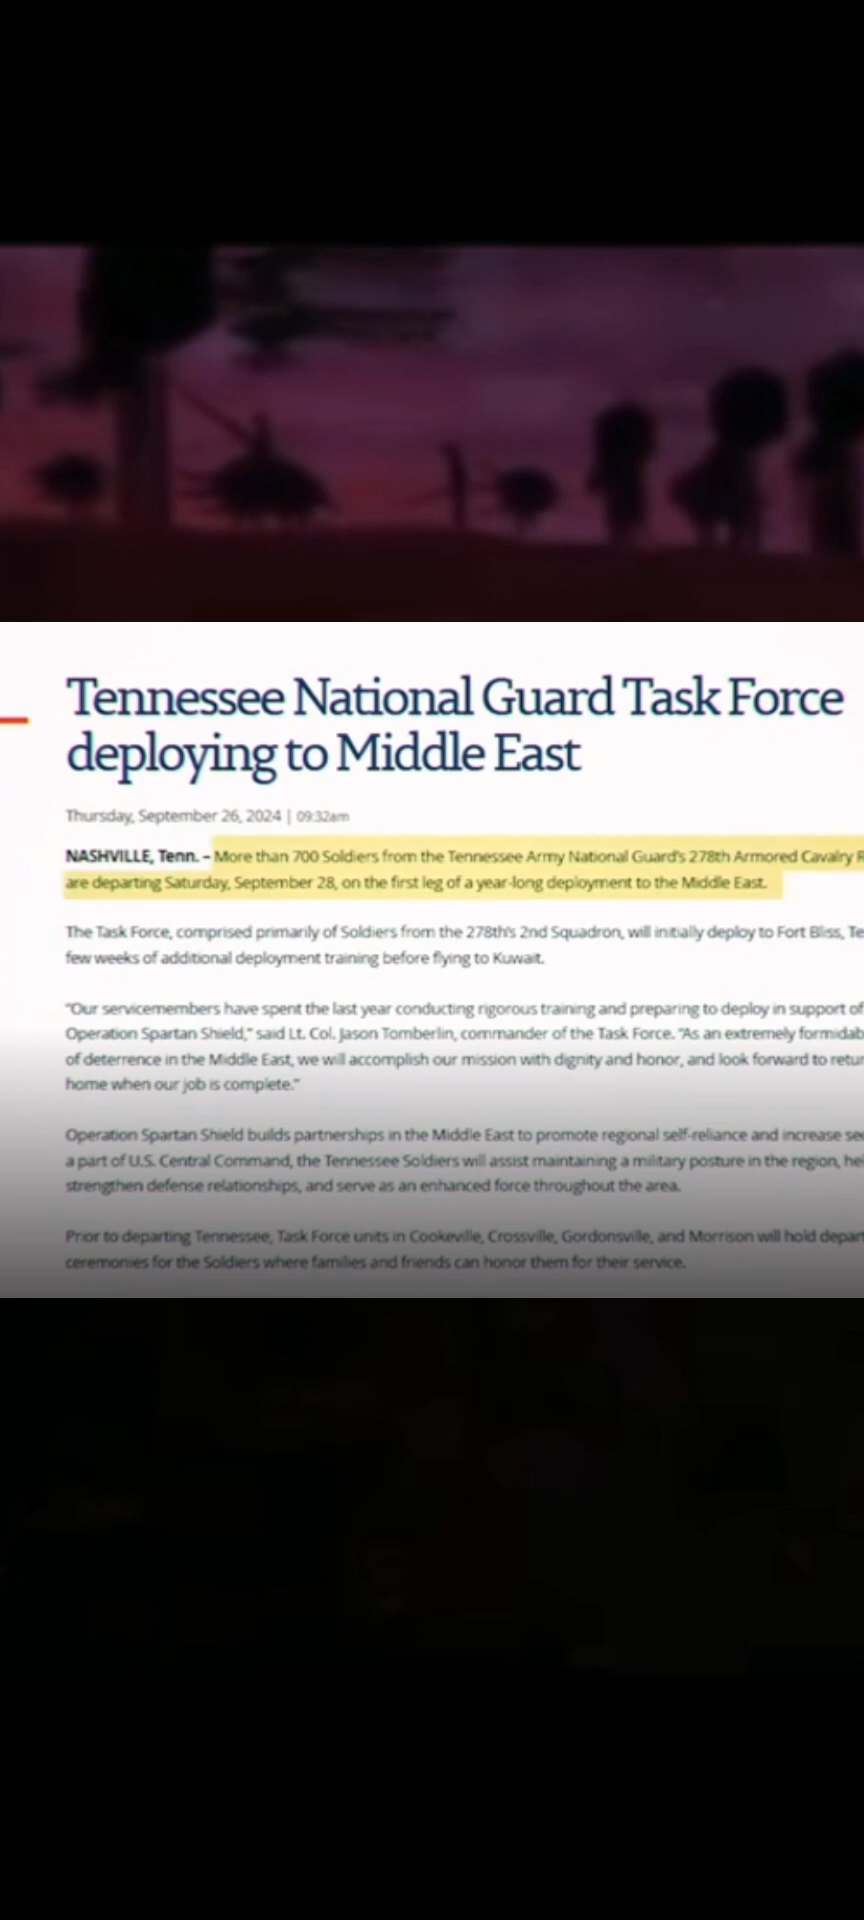 Tennessee National Guard Task Force
deploying to Middle East
Thursday, September 26, 2024 | 09:32am
NASHVILLE, Tenn. – More than 700 Soldiers from the Tennessee Army National Guard's 278th Armored Cavalry
are departing Saturday, September 28, on the first leg of a year-long deployment to the Middle East.
The Task Force, comprised primarily of Soldiers from the 278th's 2nd Squadron, will initially deploy to Fort Bliss,
few weeks of additional deployment training before flying to Kuwait.
"Our servicemembers have spent the last year conducting rigorous training and preparing to deploy in support of
Operation Spartan Shield," said Lt. Col. Jason Tomberlin, commander of the Task Force. "As an extremely
of deterrence in the Middle East, we will accomplish our mission with dignity and honor, and look forward to
home when our job is complete."
Operation Spartan Shield builds partnerships in the Middle East to promote regional self-reliance and increase
a part of U.S. Central Command, the Tennessee Soldiers will assist maintaining a military posture in the region,
strengthen defense relationships, and serve as an enhanced force throughout the area.
Prior to departing Tennessee, Task Force units in Cookeville, Crossville, Gordonsville, and Morrison will hold
ceremonies for the Soldiers where families and friends can honor them for their service.